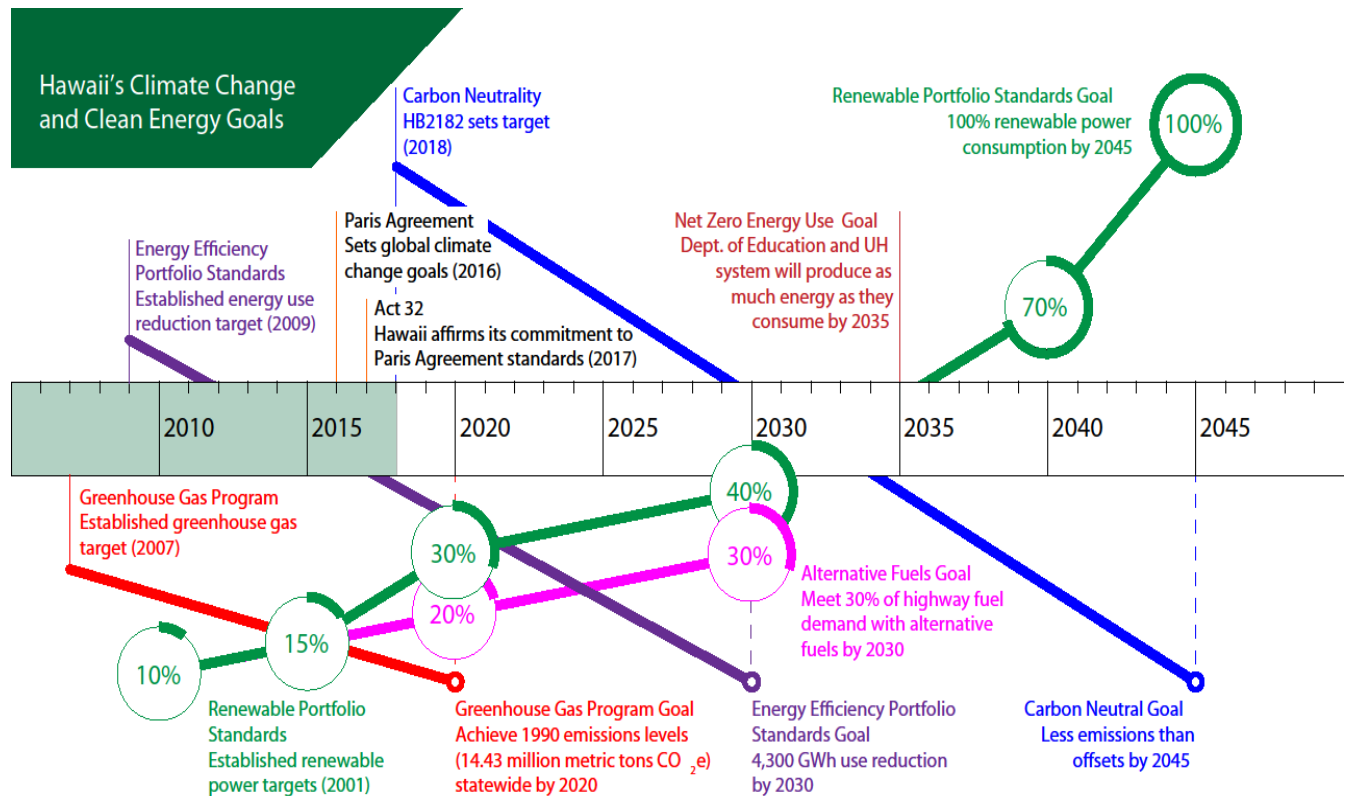 Hawaii's Climate Change
and Clean Energy Goals
Carbon Neutrality
HB2182 sets target
(2018)
Renewable Portfolio Standards Goal
100% renewable power
consumption by 2045
100%
Paris Agreement
Sets global climate
change goals (2016)
Net Zero Energy Use Goal
Dept. of Education and UH
system will produce as
much energy as they
consume by 2035
Energy Efficiency
Portfolio Standards
Established energy use
reduction target (2009)
Act 32
Hawaii affirms its commitment to
Paris Agreement standards (2017)
70%
2010
2015
2020
2025
2030
2035
2040
2045
Greenhouse Gas Program
Established greenhouse gas
target (2007)
40%
30%
30%
20%
15%
10%
Alternative Fuels Goal
Meet 30% of highway fuel
demand with alternative
fuels by 2030
Renewable Portfolio
Standards
Established renewable
power targets (2001)
Greenhouse Gas Program Goal
Achieve 1990 emissions levels
(14.43 million metric tons CO2e)
statewide by 2020
Energy Efficiency Portfolio
Standards Goal
4,300 GWh use reduction
by 2030
Carbon Neutral Goal
Less emissions than
offsets by 2045